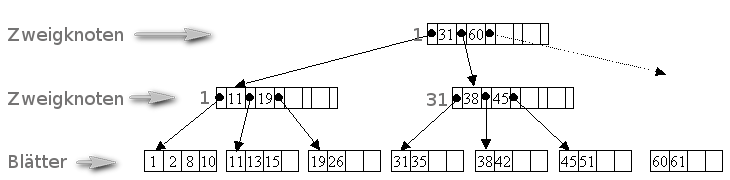 Zweigknoten 1 31 60
Zweigknoten 1 11 19 31 38 45
Blätter 1 2 8 10 11 13 15 19 26 31 35 38 42 45 51 60 61